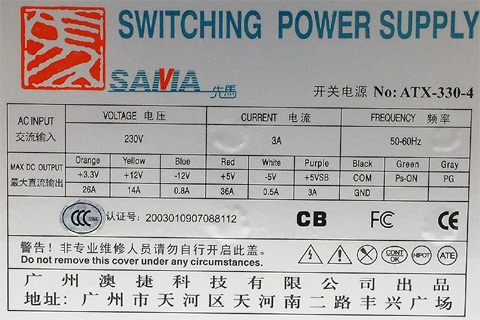 SWITCHING POWER SUPPLY
SAMA 先馬
开关电源 No: ATX-330-4
AC INPUT 交流输入 VOLTAGE 电压 CURRENT 电流 FREQUENCY 频率
230V 3A 50-60Hz
MAX DC OUTPUT 最大直流输出 Orange Yellow Blue Red White Purple Black Green Gray
+3.3V +12V -12V +5V -5V +5VSB COM Ps-ON PG
26A 14A 0.8A 36A 0.5A 3A GND
CCC S&E 认证号: 2003010907088112 CB FC CE
警告! 非专业维修人员请勿自行开启此盖。
Do not remove this cover under any circumstances.
CONT OK HIPOT ATE
广州澳捷科技有限公司出品
地址: 广州市天河区天河南二路丰兴广场